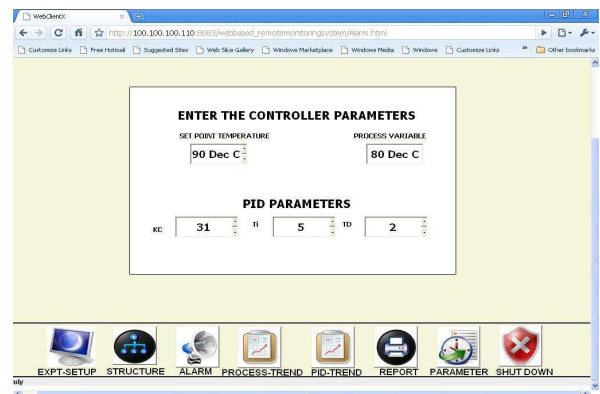 WebClientX
http://100.100.100.110:8083/webbased_remotemonitoringsystem/Alarm.html
Customize Links Free Hotmail Suggested Sites Web Slice Gallery Windows Marketplace Windows Media Windows Customize Links » Other bookmarks
ENTER THE CONTROLLER PARAMETERS
SET POINT TEMPERATURE PROCESS VARIABLE
90 Dec C 80 Dec C
PID PARAMETERS
KC 31 Ti 5 TD 2
EXPT-SETUP STRUCTURE ALARM PROCESS-TREND PID-TREND REPORT PARAMETER SHUT DOWN
ady